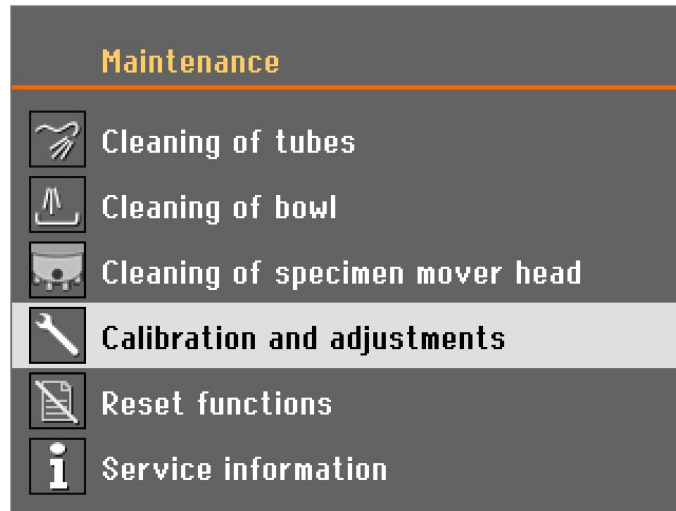 Maintenance
Cleaning of tubes
Cleaning of bowl
Cleaning of specimen mover head
Calibration and adjustments
Reset functions
Service information